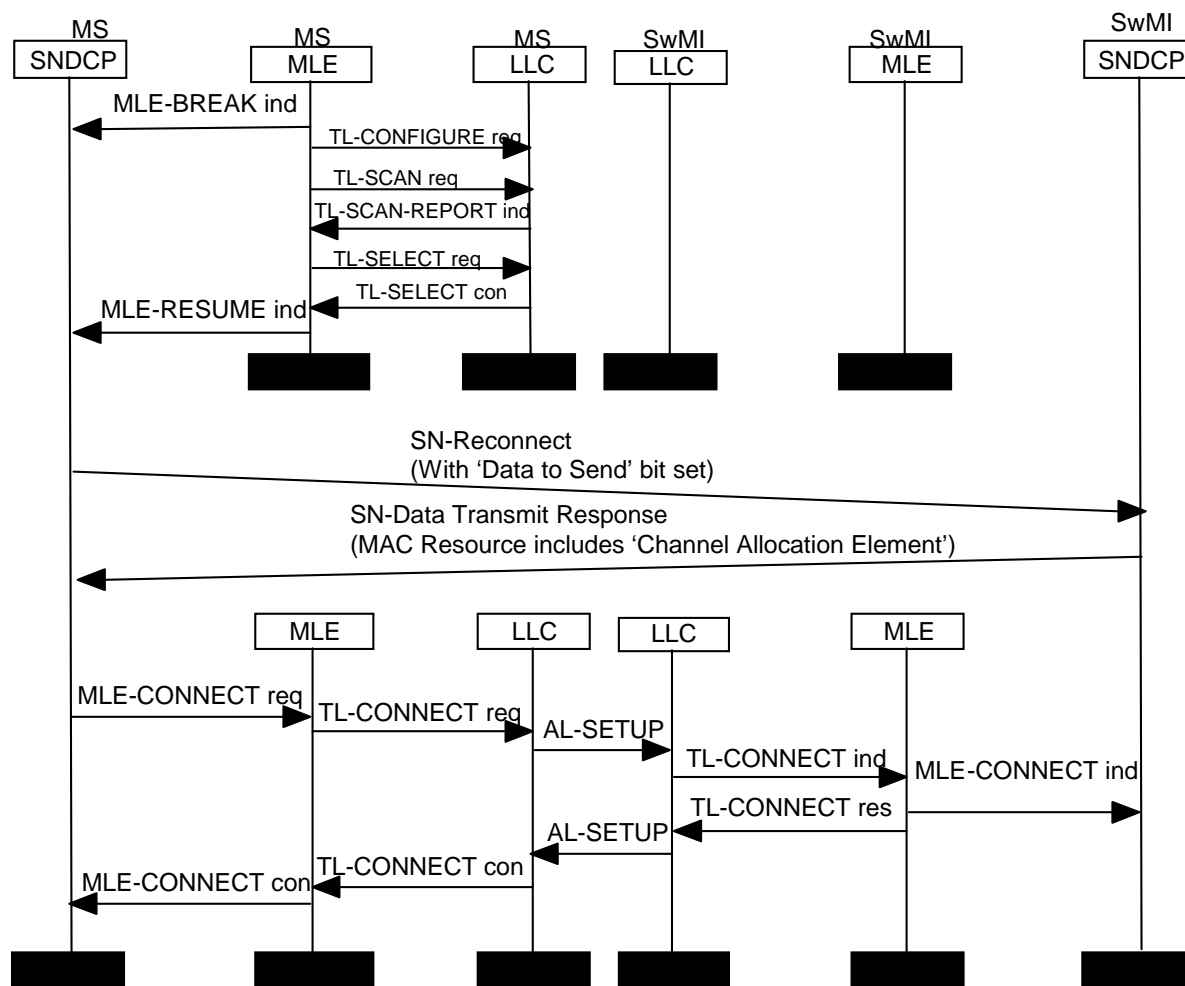 MS
MS
MS
SwMI
SwMI
SwMI
SNDCP
MLE
LLC
LLC
MLE
SNDCP
MLE-BREAK ind
TL-CONFIGURE req
TL-SCAN req
TL-SCAN-REPORT ind
TL-SELECT req
TL-SELECT con
MLE-RESUME ind
SN-Reconnect
(With ‘Data to Send’ bit set)
SN-Data Transmit Response
(MAC Resource includes ‘Channel Allocation Element’)
MLE
LLC
LLC
MLE
MLE-CONNECT req
TL-CONNECT req
AL-SETUP
TL-CONNECT ind
MLE-CONNECT ind
TL-CONNECT res
AL-SETUP
TL-CONNECT con
MLE-CONNECT con